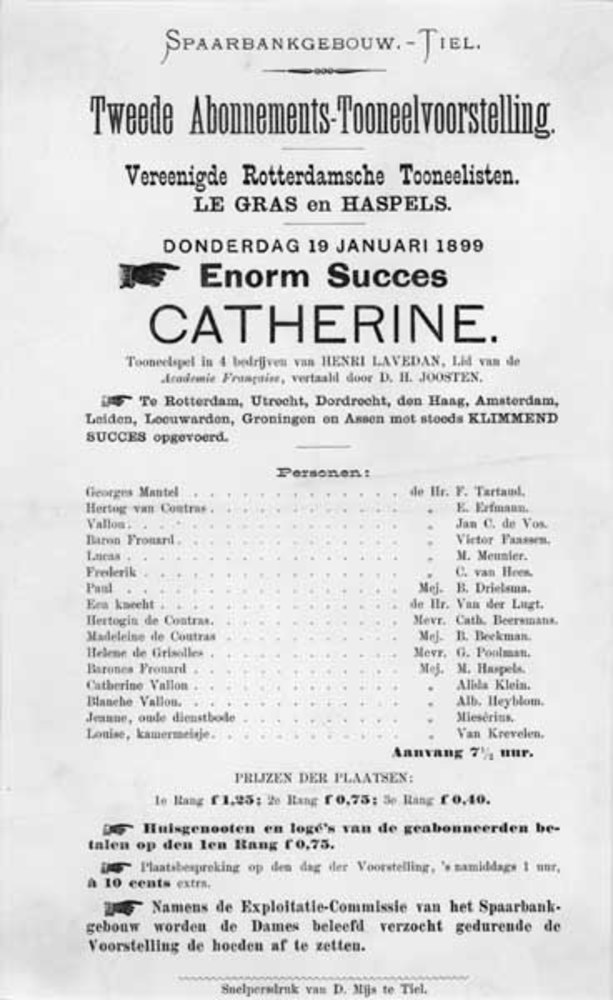 SPAARBANKGEBOUW.-TIEL.
Tweede Abonnements-Tooneelvoorstelling.
Vereenigde Rotterdamsche Tooneelisten.
LE GRAS en HASPELS.
DONDERDAG 19 JANUARI 1899
Enorm Succes
CATHERINE.
Tooneelspel in 4 bedrijven van HENRI LAVEDAN, Lid van de
Academie Française, vertaald door D. H. JOOSTEN.
Te Rotterdam, Utrecht, Dordrecht, den Haag, Amsterdam,
Leiden, Leeuwarden, Groningen en Assen met steeds KLIMMEND
SUCCES opgevoerd.
Personen:
Georges Mantel . . . . . . . . . . . . . de Hr. F. Tartaud.
Hertog van Coutras . . . . . . . . . . . . „ E. Erfmann.
Vallon . . . . . . . . . . . . . . „ Jan C. de Vos.
Baron Frouard . . . . . . . . . . . . . „ Victor Faassen.
Lucas . . . . . . . . . . . . . . „ M. Meunier.
Frederik . . . . . . . . . . . . . . „ C. van Hees.
Paul . . . . . . . . . . . . . . Mej. B. Drielsma.
Een knecht . . . . . . . . . . . . . de Hr. Van der Lugt.
Hertogin de Coutras . . . . . . . . . . . Mevr. Cath. Beersmans.
Madeleine de Coutras . . . . . . . . . . . Mej. B. Beekman.
Helene de Grisolles . . . . . . . . . . . Mevr. G. Poolman.
Barones Frouard . . . . . . . . . . . . Mej. M. Haspels.
Catherine Vallon . . . . . . . . . . . . „ Alida Klein.
Blanche Vallon . . . . . . . . . . . . . „ Alb. Heyblom.
Jeanne, oude dienstbode . . . . . . . . . . „ Miesérius.
Louise, kamermeisje . . . . . . . . . . . „ Van Krevelen.
Aanvang 7½ uur.
PRIJZEN DER PLAATSEN:
1e Rang f 1,25; 2e Rang f 0,75; 3e Rang f 0,40.
Huisgenooten en logé's van de geabonneerden be-
talen op den 1en Rang f 0,75.
Plaatsbespreking op den dag der Voorstelling, 's namiddags 1 uur,
à 10 cents extra.
Namens de Exploitatie-Commissie van het Spaarbank-
gebouw worden de Dames beleefd verzocht gedurende de
Voorstelling de hoeden af te zetten.
Snelpersdruk van D. Mijs te Tiel.